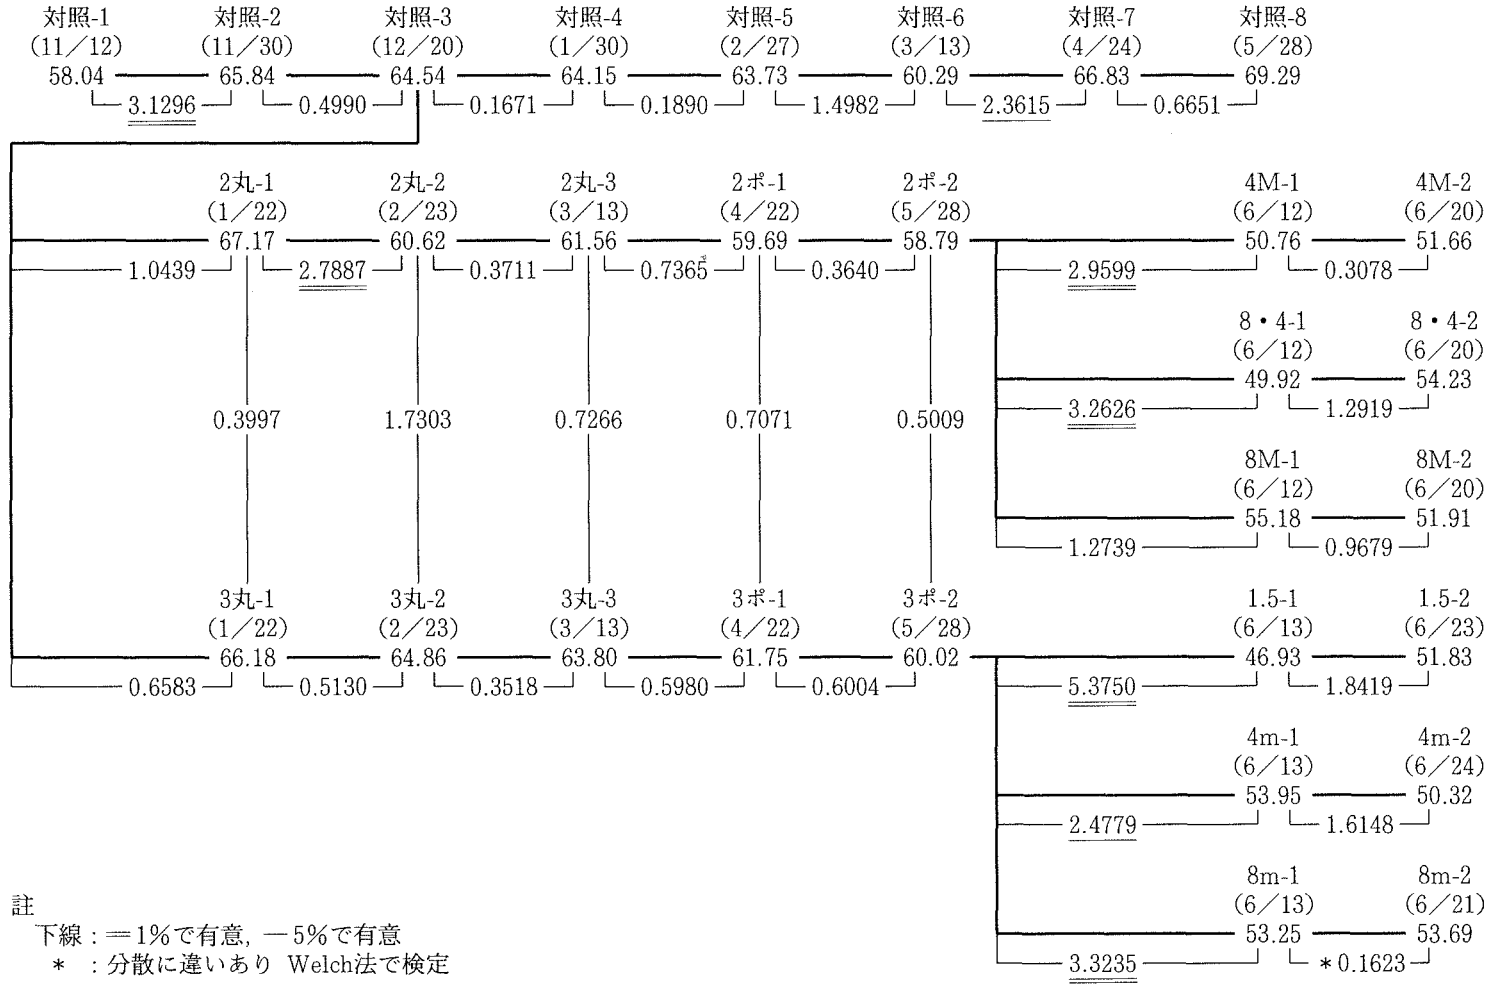 対照-1 対照-2 対照-3 対照-4 対照-5 対照-6 対照-7 対照-8
(11/12) (11/30) (12/20) (1/30) (2/27) (3/13) (4/24) (5/28)
58.04 65.84 64.54 64.15 63.73 60.29 66.83 69.29
3.1296 0.4990 0.1671 0.1890 1.4982 2.3615 0.6651
2丸-1 2丸-2 2丸-3 2ポ-1 2ポ-2 4M-1 4M-2
(1/22) (2/23) (3/13) (4/22) (5/28) (6/12) (6/20)
67.17 60.62 61.56 59.69 58.79 50.76 51.66
1.0439 2.7887 0.3711 0.7365 0.3640 2.9599 0.3078
8・4-1 8・4-2
(6/12) (6/20)
49.92 54.23
3.2626 1.2919
0.3997 1.7303 0.7266 0.7071 0.5009
8M-1 8M-2
(6/12) (6/20)
55.18 51.91
1.2739 0.9679
3丸-1 3丸-2 3丸-3 3ポ-1 3ポ-2 1.5-1 1.5-2
(1/22) (2/23) (3/13) (4/22) (5/28) (6/13) (6/23)
66.18 64.86 63.80 61.75 60.02 46.93 51.83
0.6583 0.5130 0.3518 0.5980 0.6004 5.3750 1.8419
4m-1 4m-2
(6/13) (6/24)
53.95 50.32
2.4779 1.6148
8m-1 8m-2
(6/13) (6/21)
53.25 53.69
3.3235 *0.1623
註
下線:=1%で有意, —5%で有意
* :分散に違いあり Welch法で検定